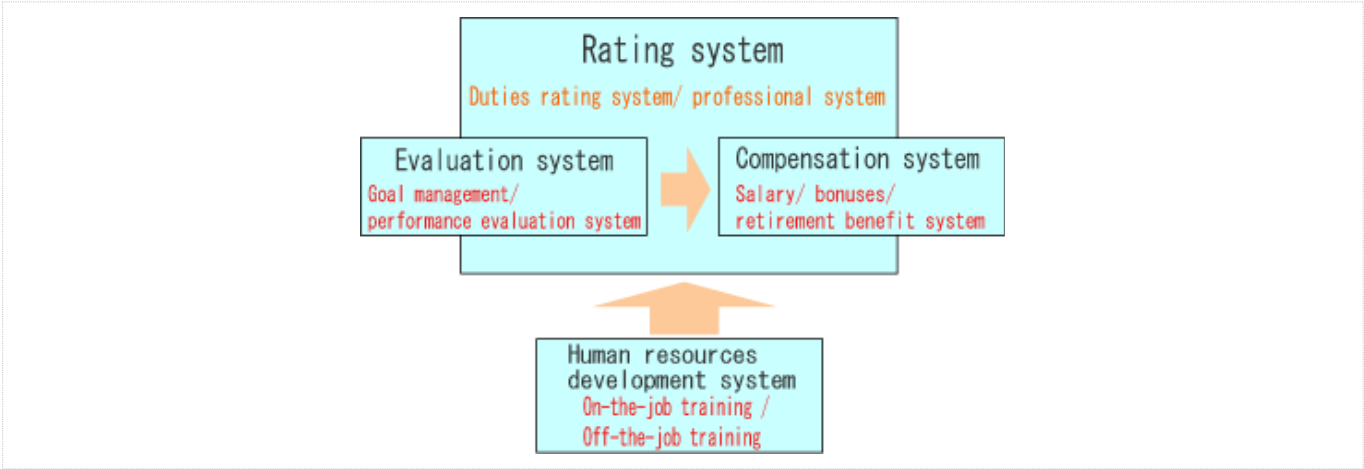 Rating system
Duties rating system/ professional system
Evaluation system
Goal management/
performance evaluation system
Compensation system
Salary/ bonuses/
retirement benefit system
Human resources
development system
On-the-job training /
Off-the-job training